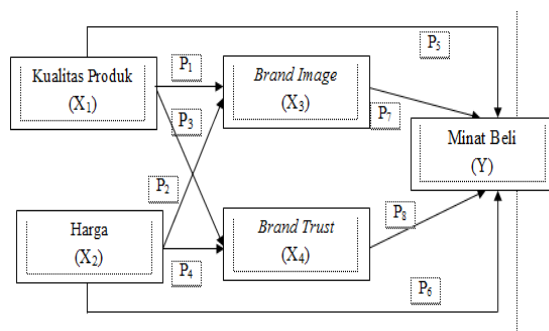 P₅
Kualitas Produk
(X₁)
P₁
Brand Image
(X₃)
P₃
P₇
Minat Beli
(Y)
P₂
Harga
(X₂)
P₄
Brand Trust
(X₄)
P₈
P₆